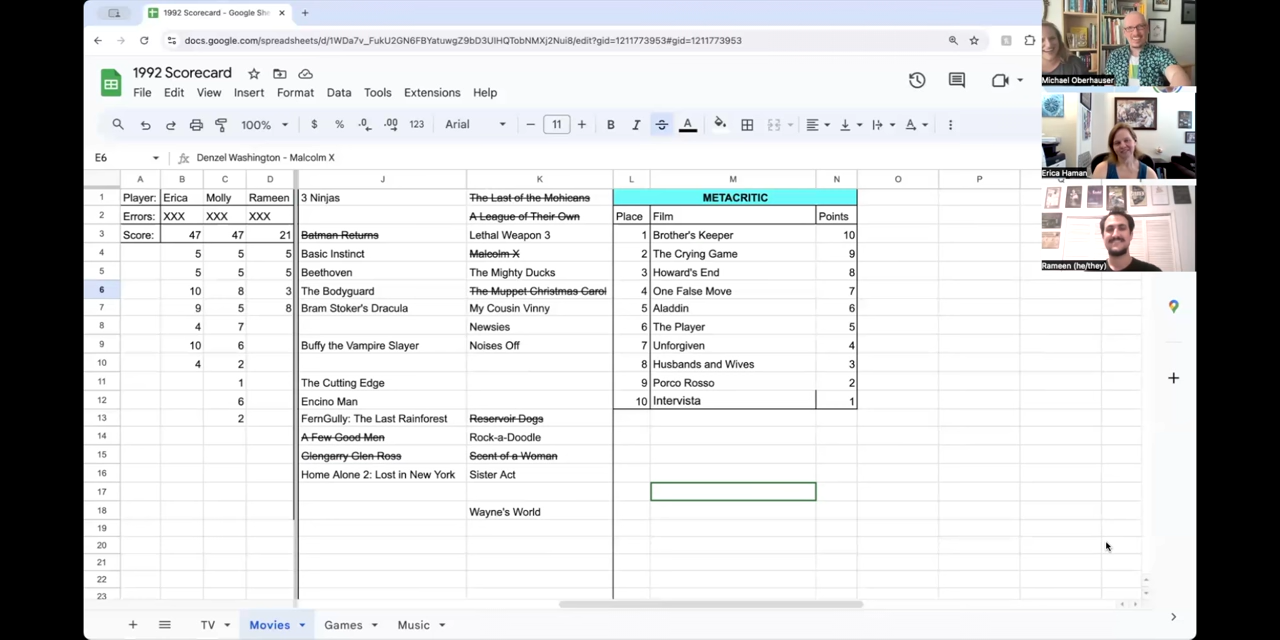 1992 Scorecard - Google She
docs.google.com/spreadsheets/d/1WDa7v_FukU2GN6FBYatuwgZ9bD3UlHQTobNMXj2Nui8/edit?gid=1211773953#gid=1211773953
1992 Scorecard
File Edit View Insert Format Data Tools Extensions Help
100% $ % .0 .00 123 Arial 11 B I A
E6 fx Denzel Washington - Malcolm X
A B C D J K L M N O P
1 Player: Erica Molly Rameen 3 Ninjas The Last of the Mohicans METACRITIC
2 Errors: XXX XXX XXX A League of Their Own Place Film Points
3 Score: 47 47 21 Batman Returns Lethal Weapon 3 1 Brother's Keeper 10
4 5 5 5 Basic Instinct Malcolm X 2 The Crying Game 9
5 5 5 5 Beethoven The Mighty Ducks 3 Howard's End 8
6 10 8 3 The Bodyguard The Muppet Christmas Carol 4 One False Move 7
7 9 5 8 Bram Stoker's Dracula My Cousin Vinny 5 Aladdin 6
8 4 7 Newsies 6 The Player 5
9 10 6 Buffy the Vampire Slayer Noises Off 7 Unforgiven 4
10 4 2 8 Husbands and Wives 3
11 1 The Cutting Edge 9 Porco Rosso 2
12 6 Encino Man 10 Intervista 1
13 2 FernGully: The Last Rainforest Reservoir Dogs
14 A Few Good Men Rock-a-Doodle
15 Glengarry Glen Ross Scent of a Woman
16 Home Alone 2: Lost in New York Sister Act
17
18 Wayne's World
19
20
21
22
23
TV Movies Games Music
Michael Oberhauser
Erica Haman
Rameen (he/they)